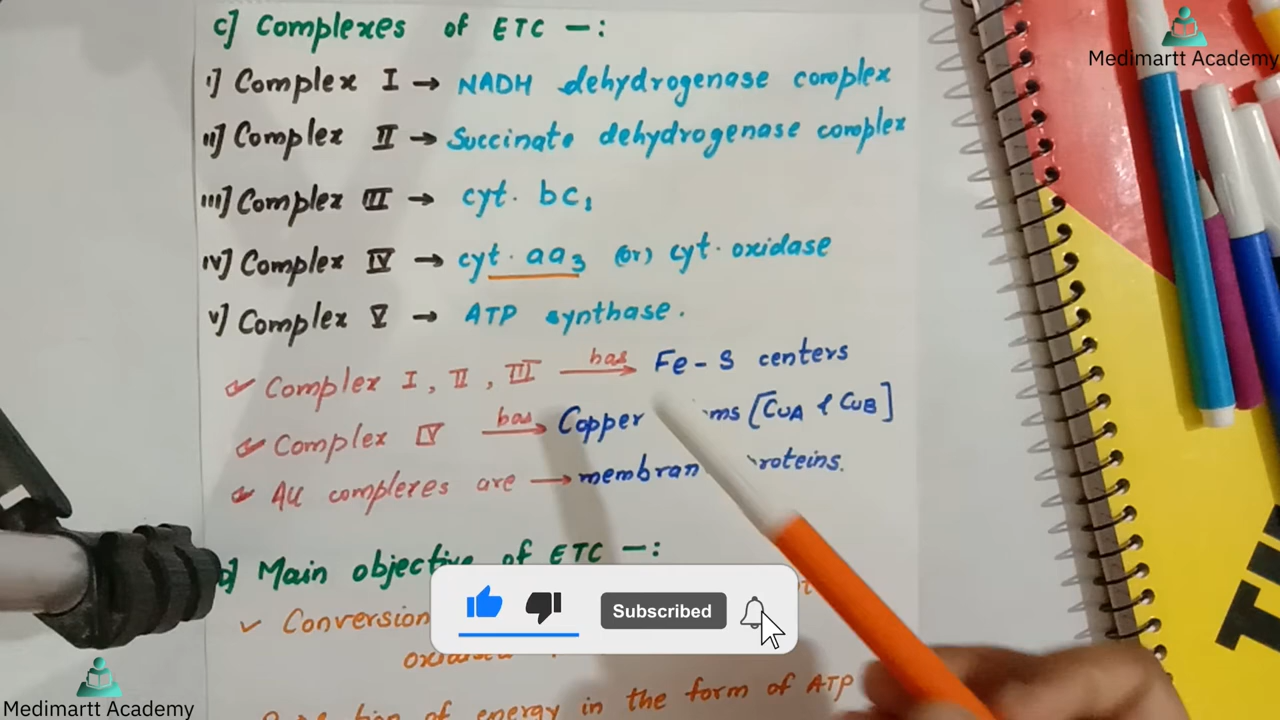 c] Complexes of ETC -:
Medimartt Academy
i] Complex I → NADH dehydrogenase complex
ii] Complex II → Succinate dehydrogenase complex
iii] Complex III → cyt. bc₁
iv] Complex IV → cyt. aa₃ (or) cyt. oxidase
v] Complex V → ATP synthase.
Complex I, II, III has → Fe-S centers
Complex IV has → Copper [CuA & CuB]
All complexes are → proteins.
D] Main objective of ETC -:
Conversion
Subscribed
of energy in the form of ATP
Medimartt Academy